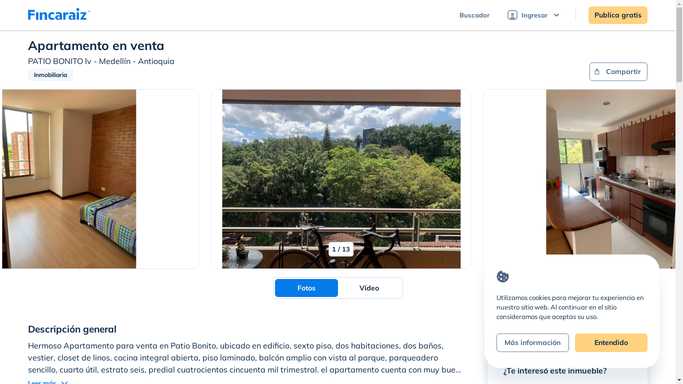 Fincaraiz
Buscador
Ingresar
Publica gratis
Apartamento en venta
PATIO BONITO Iv - Medellín - Antioquia
Inmobiliaria
Compartir
1 / 13
Fotos
Video
Descripción general
Hermoso Apartamento para venta en Patio Bonito, ubicado en edificio, sexto piso, dos habitaciones, dos baños,
vestier, closet de linos, cocina integral abierta, piso laminado, balcón amplio con vista al parque, parqueadero
sencillo, cuarto útil, estrato seis, predial cuatrocientos cincuenta mil trimestral. el apartamento cuenta con muy bue...
Leer más
Utilizamos cookies para mejorar tu experiencia en
nuestro sitio web. Al continuar en el sitio
consideramos que aceptas su uso.
Más información
Entendido
¿Te interesó este inmueble?